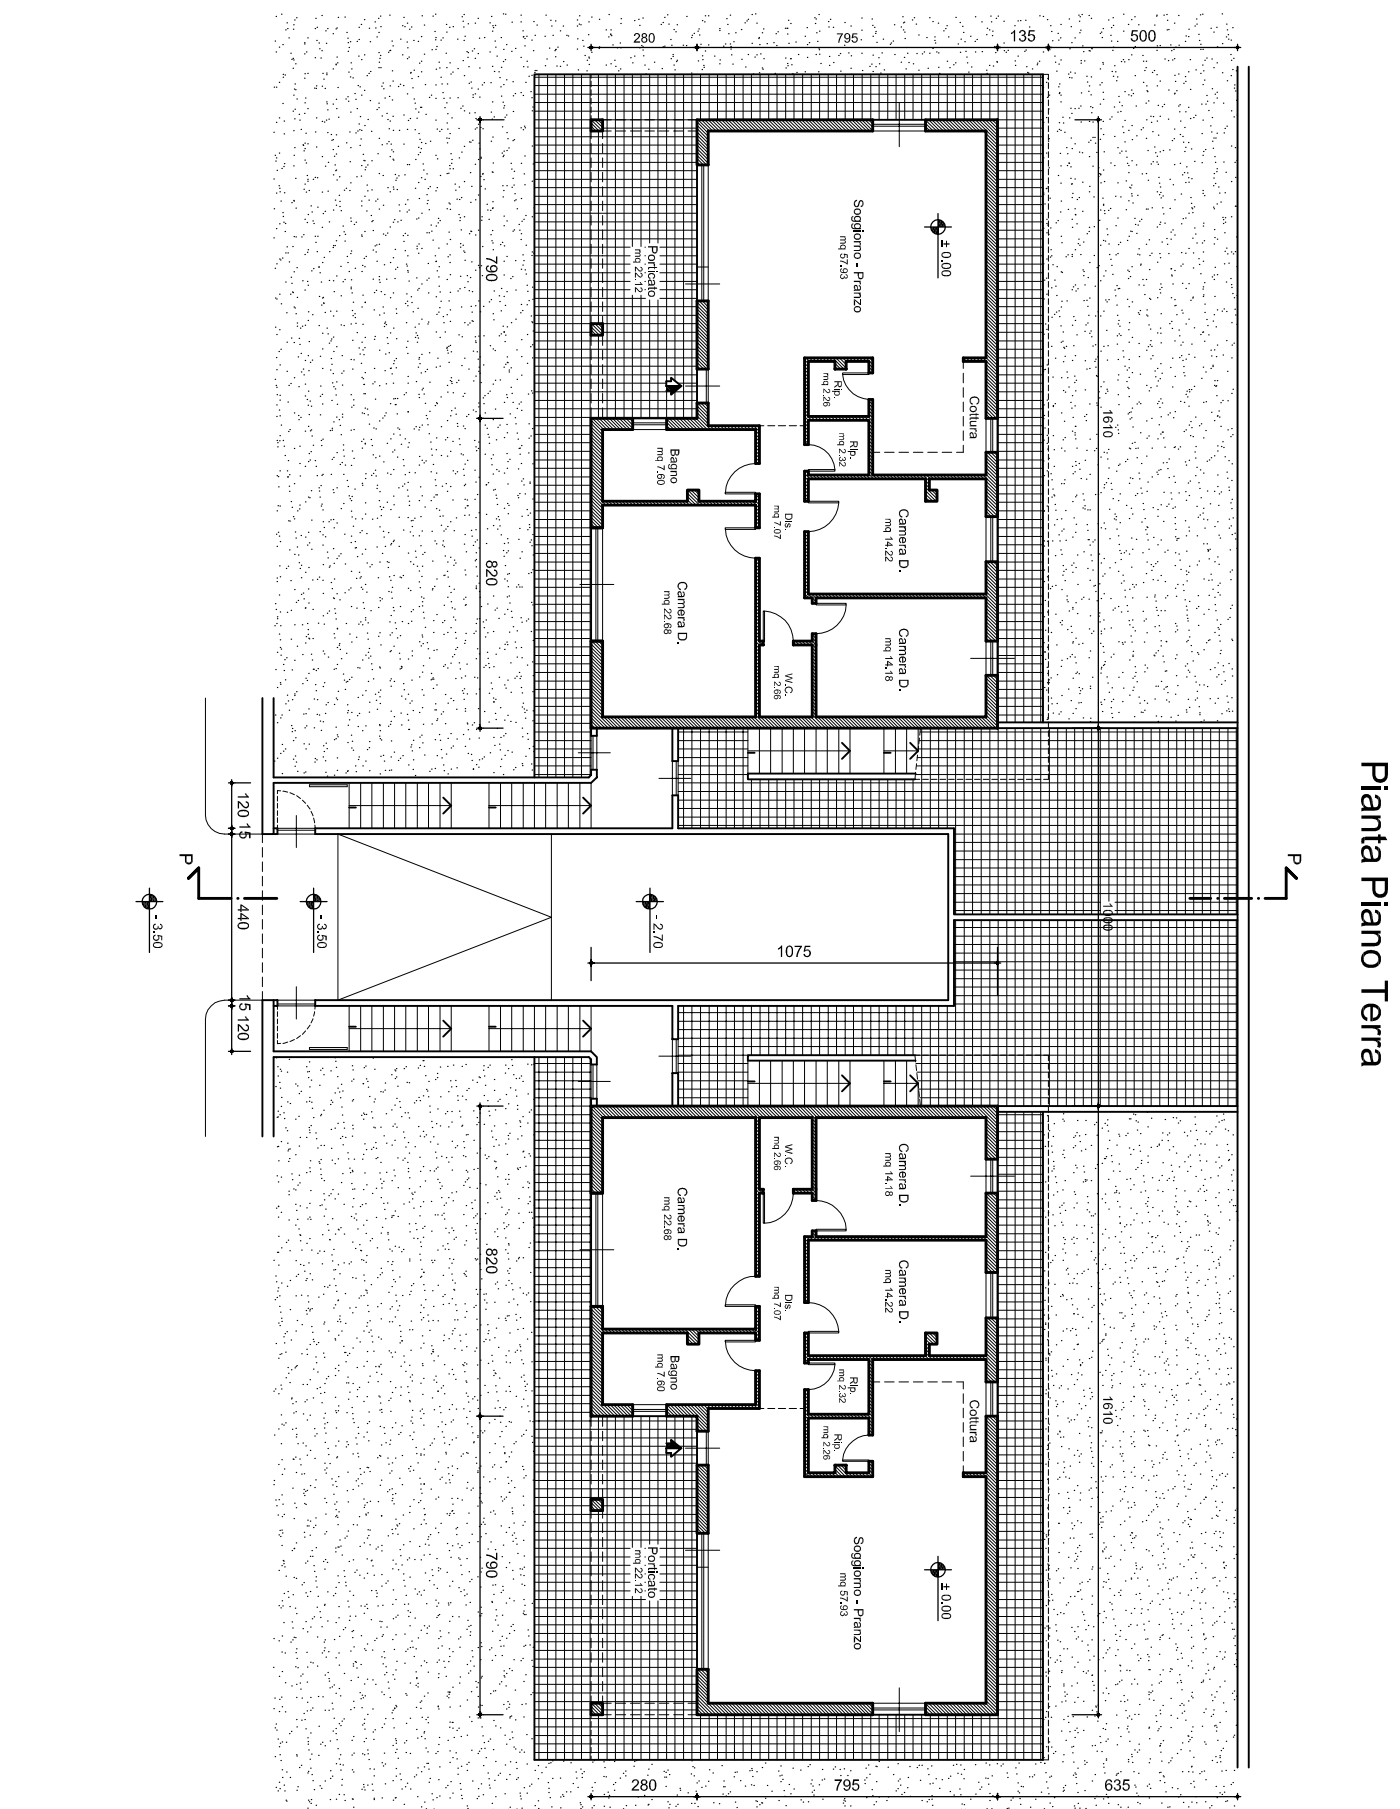 Pianta Piano Terra
280
795
135
500
1610
Soggiorno - Pranzo
mq 57.93
± 0.00
Porticato
mq 22.12
790
Rip.
mq 2.26
Cottura
Rip.
mq 2.32
Bagno
mq 7.60
Dis.
mq 7.07
Camera D.
mq 14.22
Camera D.
mq 22.68
820
Camera D.
mq 14.18
W.C.
mq 2.66
120
15
P
P
440
- 3.50
- 3.50
- 2.70
1000
1075
15
120
W.C.
mq 2.66
Camera D.
mq 14.18
Camera D.
mq 22.68
820
Dis.
mq 7.07
Camera D.
mq 14.22
Bagno
mq 7.60
Rip.
mq 2.32
Cottura
1610
Rip.
mq 2.26
Soggiorno - Pranzo
mq 57.93
± 0.00
Porticato
mq 22.12
790
280
795
635